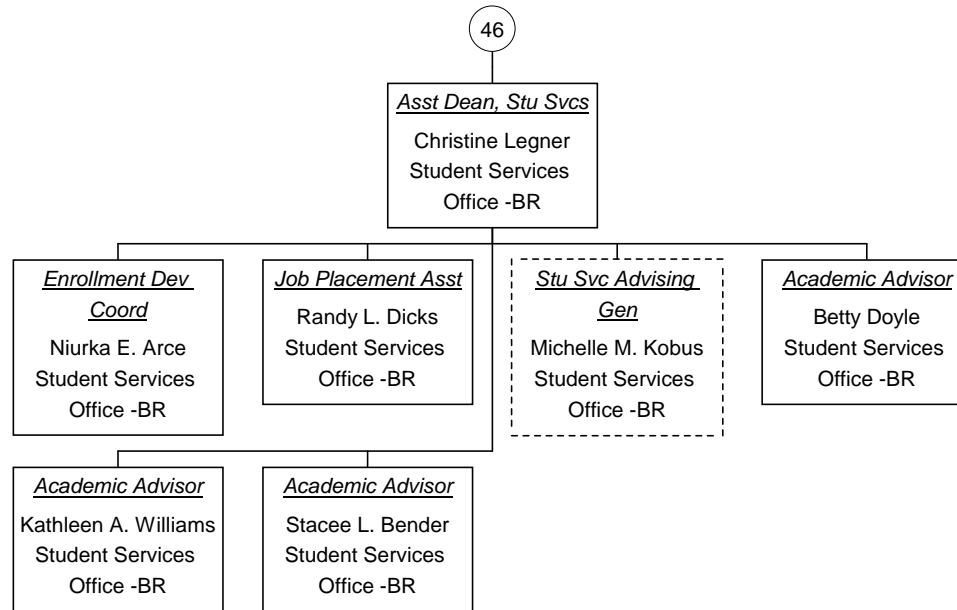 46
Asst Dean, Stu Svcs
Christine Legner
Student Services
Office -BR
Enrollment Dev
Coord
Niurka E. Arce
Student Services
Office -BR
Job Placement Asst
Randy L. Dicks
Student Services
Office -BR
Stu Svc Advising
Gen
Michelle M. Kobus
Student Services
Office -BR
Academic Advisor
Betty Doyle
Student Services
Office -BR
Academic Advisor
Kathleen A. Williams
Student Services
Office -BR
Academic Advisor
Stacee L. Bender
Student Services
Office -BR